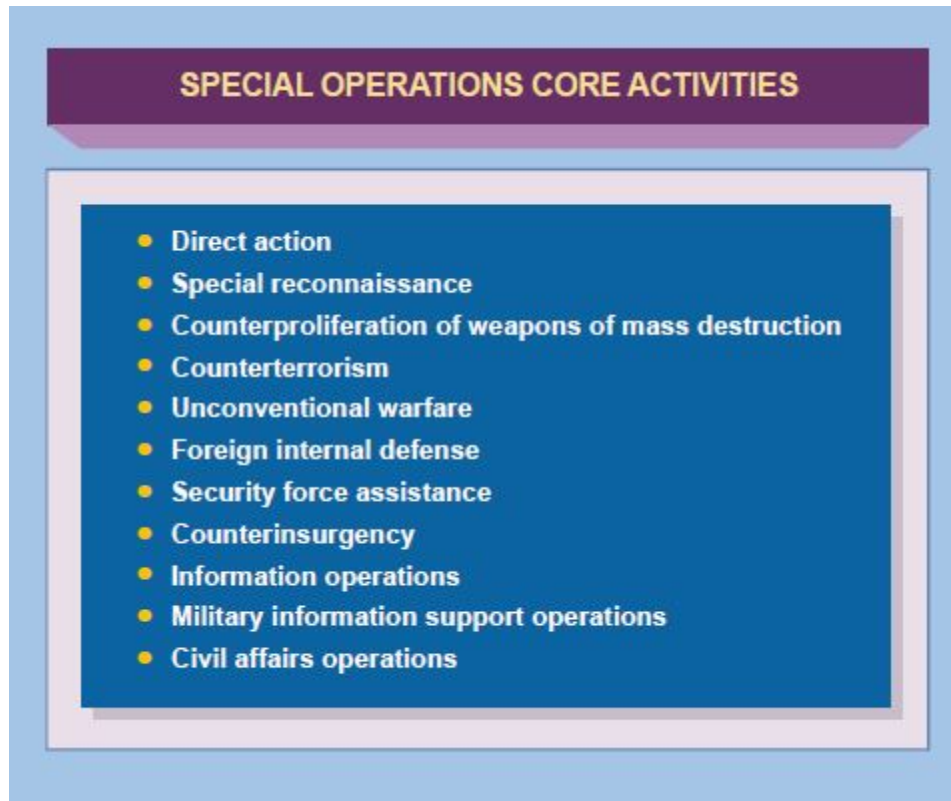 SPECIAL OPERATIONS CORE ACTIVITIES
• Direct action
• Special reconnaissance
• Counterproliferation of weapons of mass destruction
• Counterterrorism
• Unconventional warfare
• Foreign internal defense
• Security force assistance
• Counterinsurgency
• Information operations
• Military information support operations
• Civil affairs operations